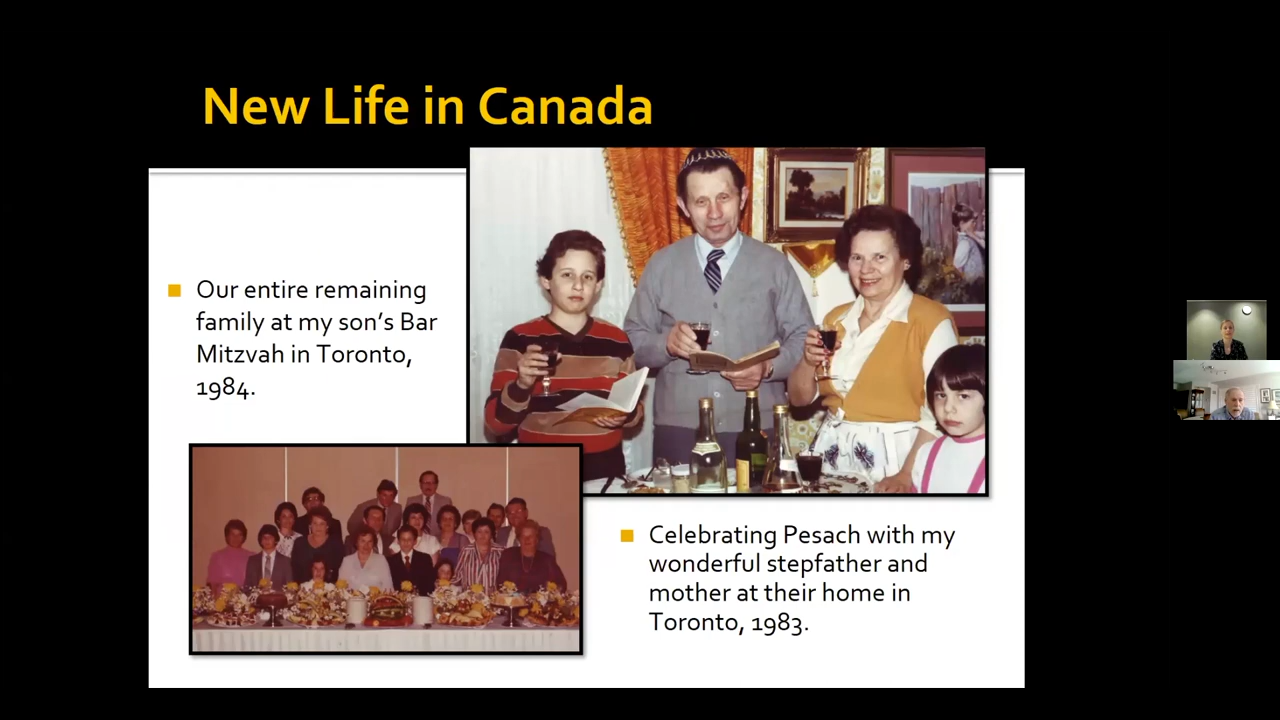 New Life in Canada
Our entire remaining
family at my son's Bar
Mitzvah in Toronto,
1984.
Celebrating Pesach with my
wonderful stepfather and
mother at their home in
Toronto, 1983.